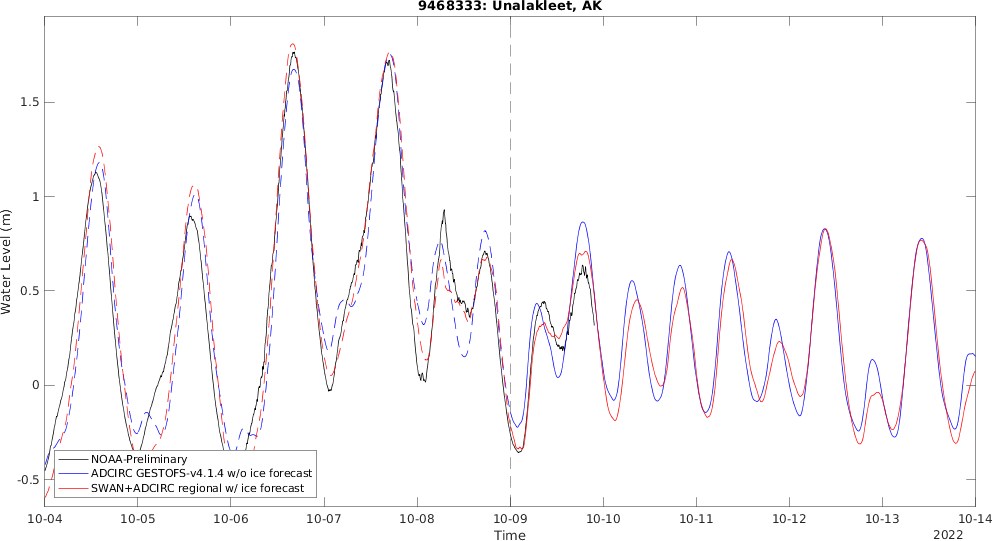 9468333: Unalakleet, AK
Water Level (m)
1.5
1
0.5
0
-0.5
NOAA-Preliminary
ADCIRC GESTOFS-v4.1.4 w/o ice forecast
SWAN+ADCIRC regional w/ ice forecast
10-04 10-05 10-06 10-07 10-08 10-09 10-10 10-11 10-12 10-13 10-14
Time
2022